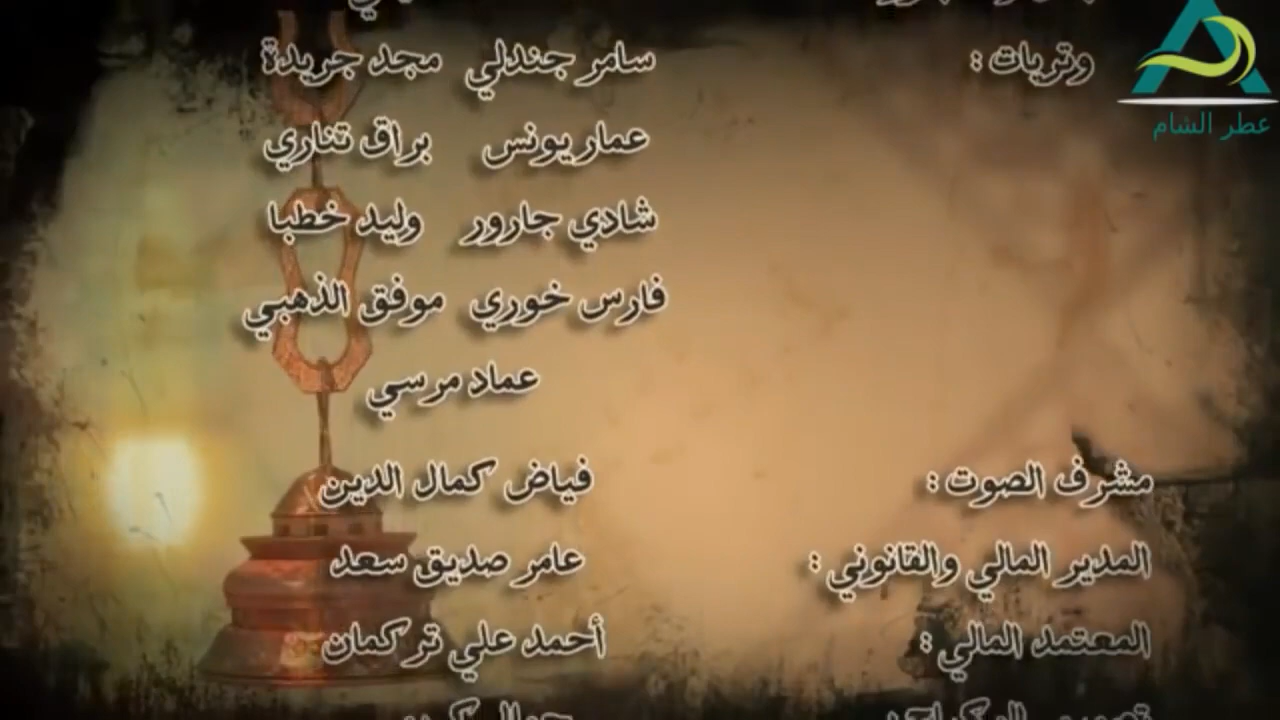 وتريات : سامر جندلي مجد جريدة
عمار يونس براق تناري
شادي جارور وليد خطبا
فارس خوري موفق الذهبي
عماد مرسي
مشرف الصوت : فياض كمال الدين
المدير المالي والقانوني : عامر صديق سعد
المعتمد المالي : أحمد علي تركمان
عطر الشام